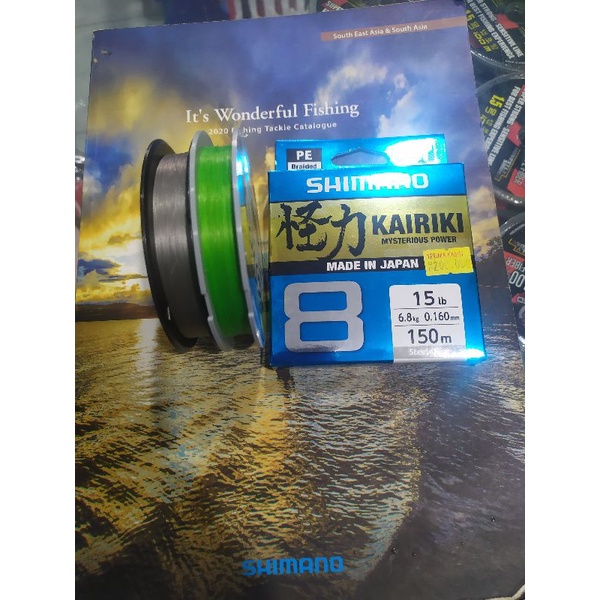 South East Asia & South Asia
It's Wonderful Fishing
2020 Fishing Tackle Catalogue
PE
Braided
SHIMANO
怪力 KAIRIKI
MYSTERIOUS POWER
MADE IN JAPAN
8
15 lb
6.8kg 0.160mm
150m
SHIMANO